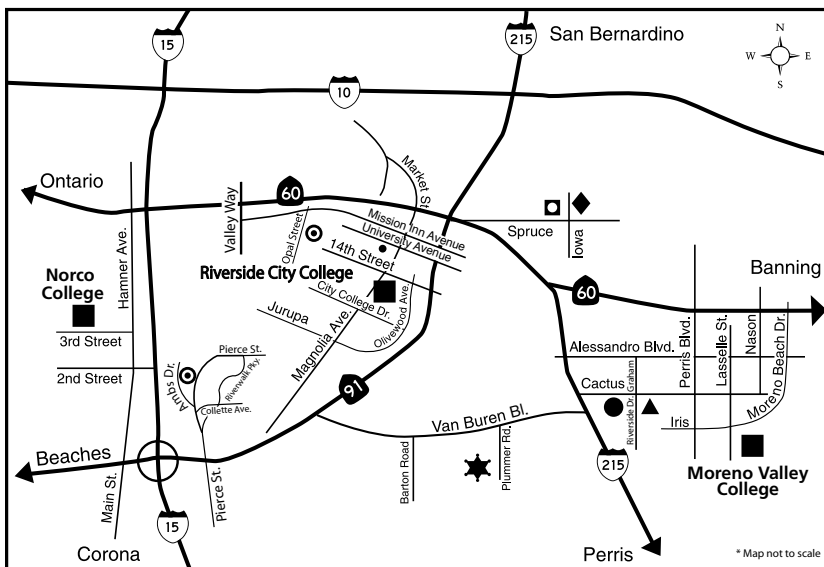 15
215
San Bernardino
N
W E
S
10
Ontario
60
Market St.
Hamner Ave.
Valley Way
Opal Street
Mission Inn Avenue
University Avenue
Spruce
Iowa
14th Street
Norco
College
Riverside City College
City College Dr.
Olivewood Ave.
60
Banning
Jurupa
Magnolia Ave.
3rd Street
Pierce St.
Riverwalk Pky.
Alessandro Blvd.
Perris Blvd.
Lasselle St.
Nason
Moreno Beach Dr.
2nd Street
Ambs Dr.
91
Cactus
Graham
Collette Ave.
Van Buren Bl.
Riverside Dr.
Iris
Beaches
Barton Road
Plummer Rd.
215
Moreno Valley
College
Main St.
Pierce St.
15
Corona
Perris
* Map not to scale